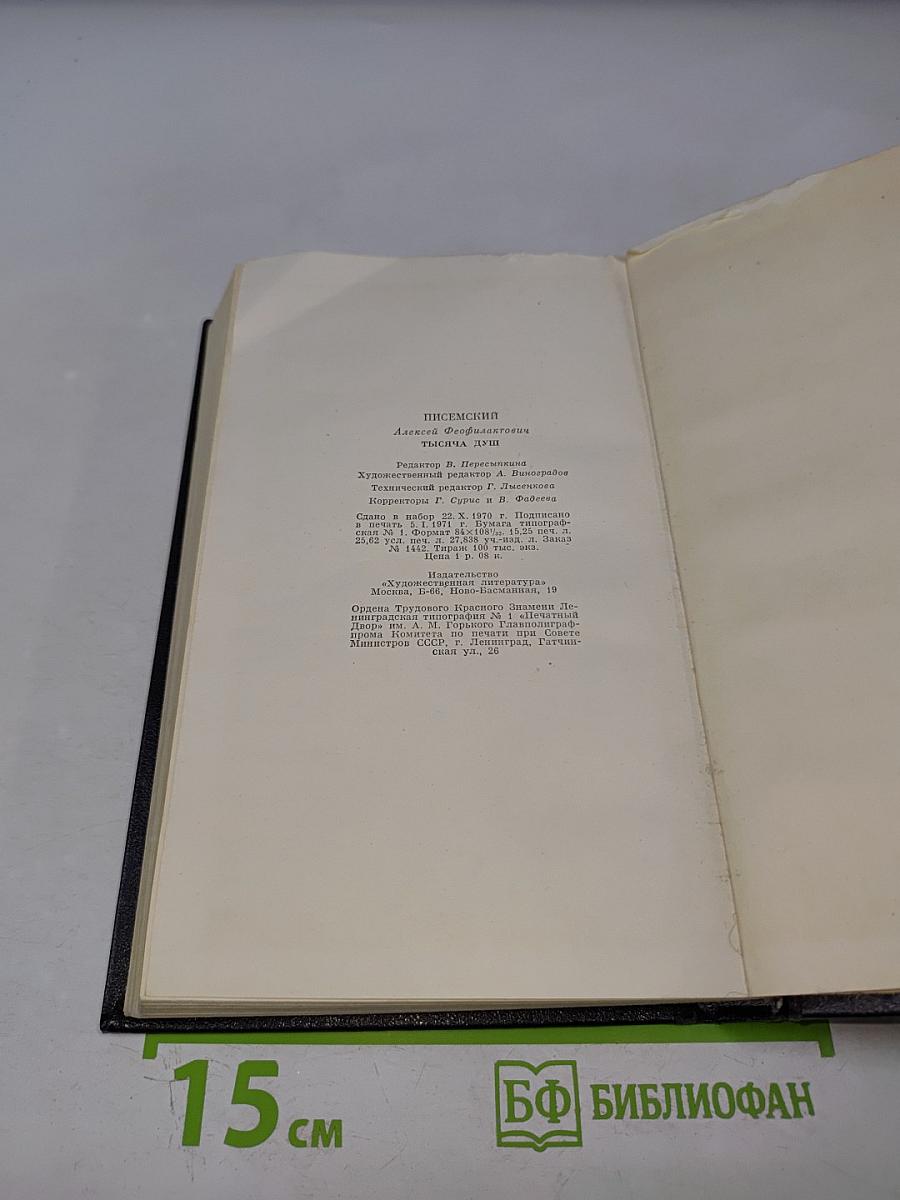 ПИСЕМСКИЙ
Алексей Феофилактович
ТЫСЯЧА ДУШ
Редактор В. Пересыпкина
Художественный редактор А. Виноградов
Технический редактор Г. Лысенкова
Корректоры Г. Сурис и В. Фадеева
Сдано в набор 22.X.1970 г. Подписано
в печать 5.I.1971 г. Бумага типограф-
ская № 1. Формат 84×108¹/₃₂. 15,25 печ. л.
25,62 усл. печ. л. 27,838 уч.-изд. л. Заказ
№ 1442. Тираж 100 тыс. экз.
Цена 1 р. 08 к.
Издательство
«Художественная литература»
Москва, Б-66, Ново-Басманная, 19
Ордена Трудового Красного Знамени Ле-
нинградская типография № 1 «Печатный
Двор» им. А. М. Горького Главполиграф-
прома Комитета по печати при Совете
Министров СССР, г. Ленинград, Гатчин-
ская ул., 26
15 см
БФ БИБЛИОФАН